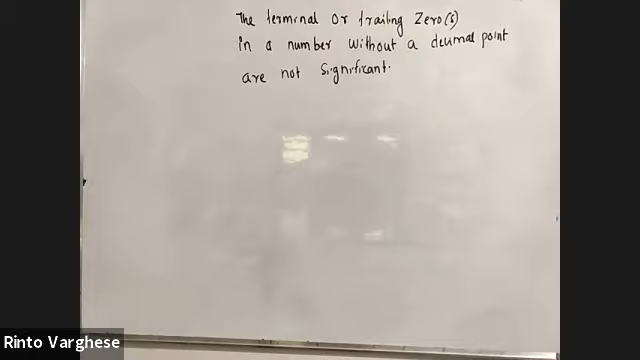 The terminal or trailing Zero(s)
in a number without a decimal point
are not significant.
Rinto Varghese